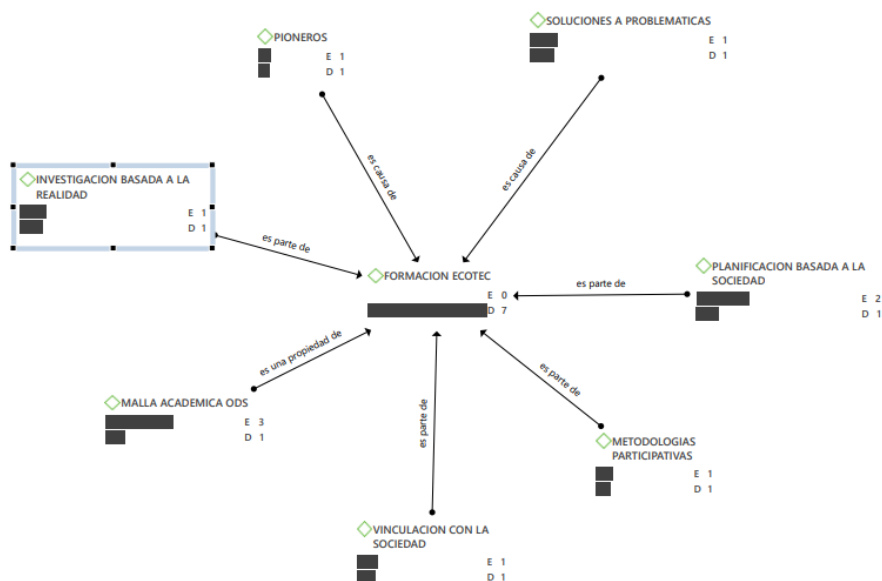 SOLUCIONES A PROBLEMATICAS
E 1
D 1
PIONEROS
E 1
D 1
es causa de
es causa de
INVESTIGACION BASADA A LA
REALIDAD
E 1
D 1
es parte de
FORMACION ECOTEC
E 0
D 7
es parte de
PLANIFICACION BASADA A LA
SOCIEDAD
E 2
D 1
es una propiedad de
MALLA ACADEMICA ODS
E 3
D 1
es parte de
es parte de
METODOLOGIAS
PARTICIPATIVAS
E 1
D 1
VINCULACION CON LA
SOCIEDAD
E 1
D 1